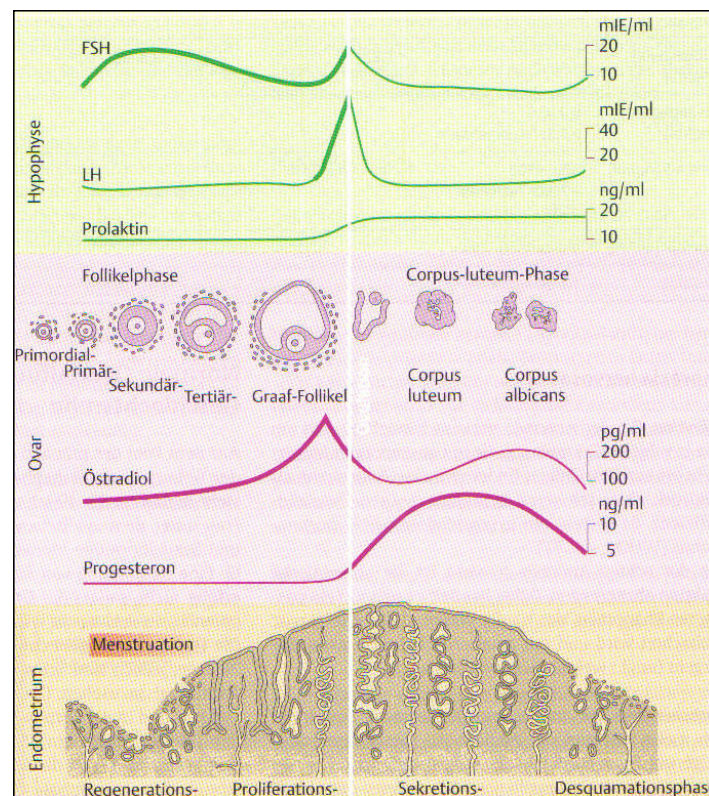 FSH
mIE/ml
20
10
mIE/ml
40
20
LH
ng/ml
20
10
Prolaktin
Hypophyse
Follikelphase
Corpus-luteum-Phase
Primordial-
Primär-
Sekundär-
Tertiär-
Graaf-Follikel
Corpus
luteum
Corpus
albicans
Ovar
pg/ml
200
100
Östradiol
ng/ml
10
5
Progesteron
Menstruation
Endometrium
Regenerations-
Proliferations-
Sekretions-
Desquamationsphase